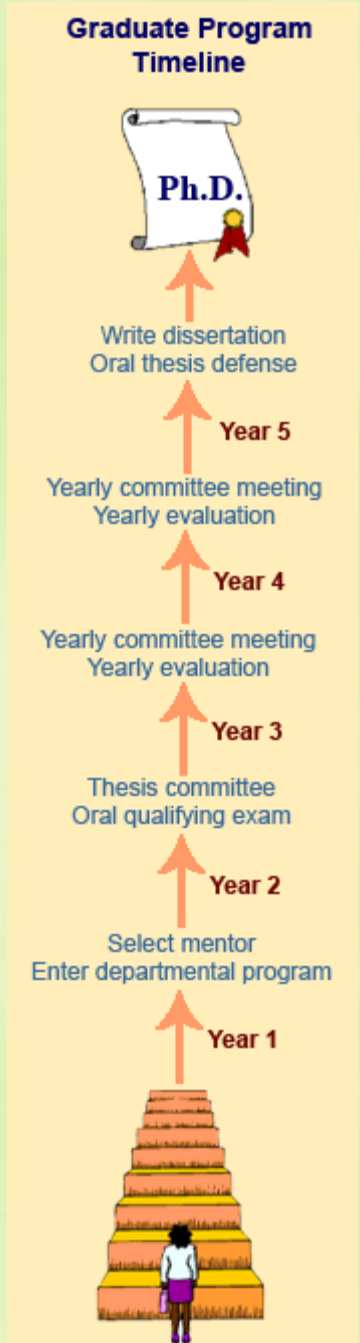 Graduate Program
Timeline
Ph.D.
Write dissertation
Oral thesis defense
Year 5
Yearly committee meeting
Yearly evaluation
Year 4
Yearly committee meeting
Yearly evaluation
Year 3
Thesis committee
Oral qualifying exam
Year 2
Select mentor
Enter departmental program
Year 1